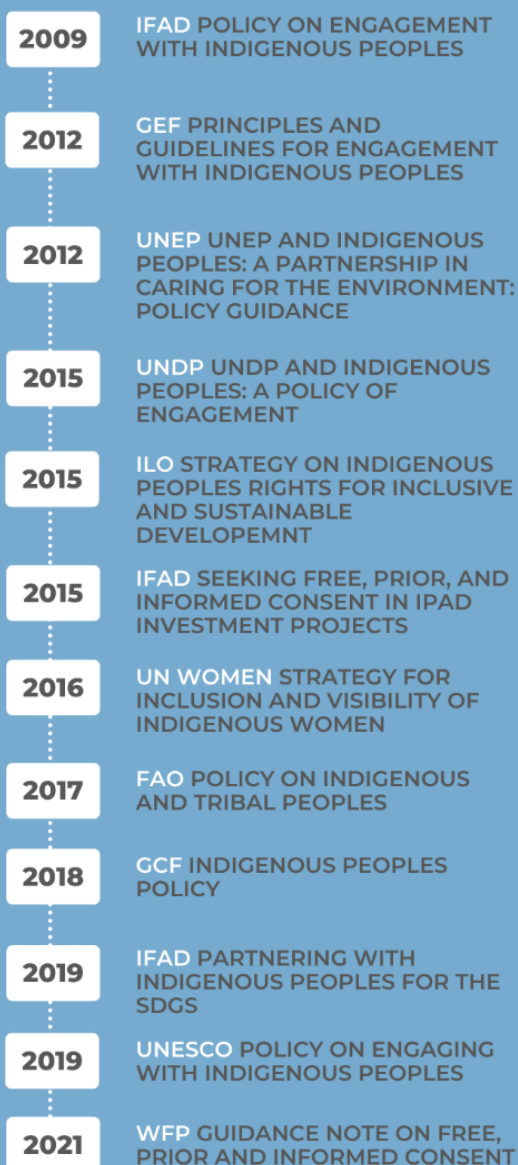 2009
IFAD POLICY ON ENGAGEMENT
WITH INDIGENOUS PEOPLES
2012
GEF PRINCIPLES AND
GUIDELINES FOR ENGAGEMENT
WITH INDIGENOUS PEOPLES
2012
UNEP UNEP AND INDIGENOUS
PEOPLES: A PARTNERSHIP IN
CARING FOR THE ENVIRONMENT:
POLICY GUIDANCE
2015
UNDP UNDP AND INDIGENOUS
PEOPLES: A POLICY OF
ENGAGEMENT
2015
ILO STRATEGY ON INDIGENOUS
PEOPLES RIGHTS FOR INCLUSIVE
AND SUSTAINABLE
DEVELOPEMNT
2015
IFAD SEEKING FREE, PRIOR, AND
INFORMED CONSENT IN IPAD
INVESTMENT PROJECTS
2016
UN WOMEN STRATEGY FOR
INCLUSION AND VISIBILITY OF
INDIGENOUS WOMEN
2017
FAO POLICY ON INDIGENOUS
AND TRIBAL PEOPLES
2018
GCF INDIGENOUS PEOPLES
POLICY
2019
IFAD PARTNERING WITH
INDIGENOUS PEOPLES FOR THE
SDGS
2019
UNESCO POLICY ON ENGAGING
WITH INDIGENOUS PEOPLES
2021
WFP GUIDANCE NOTE ON FREE,
PRIOR AND INFORMED CONSENT